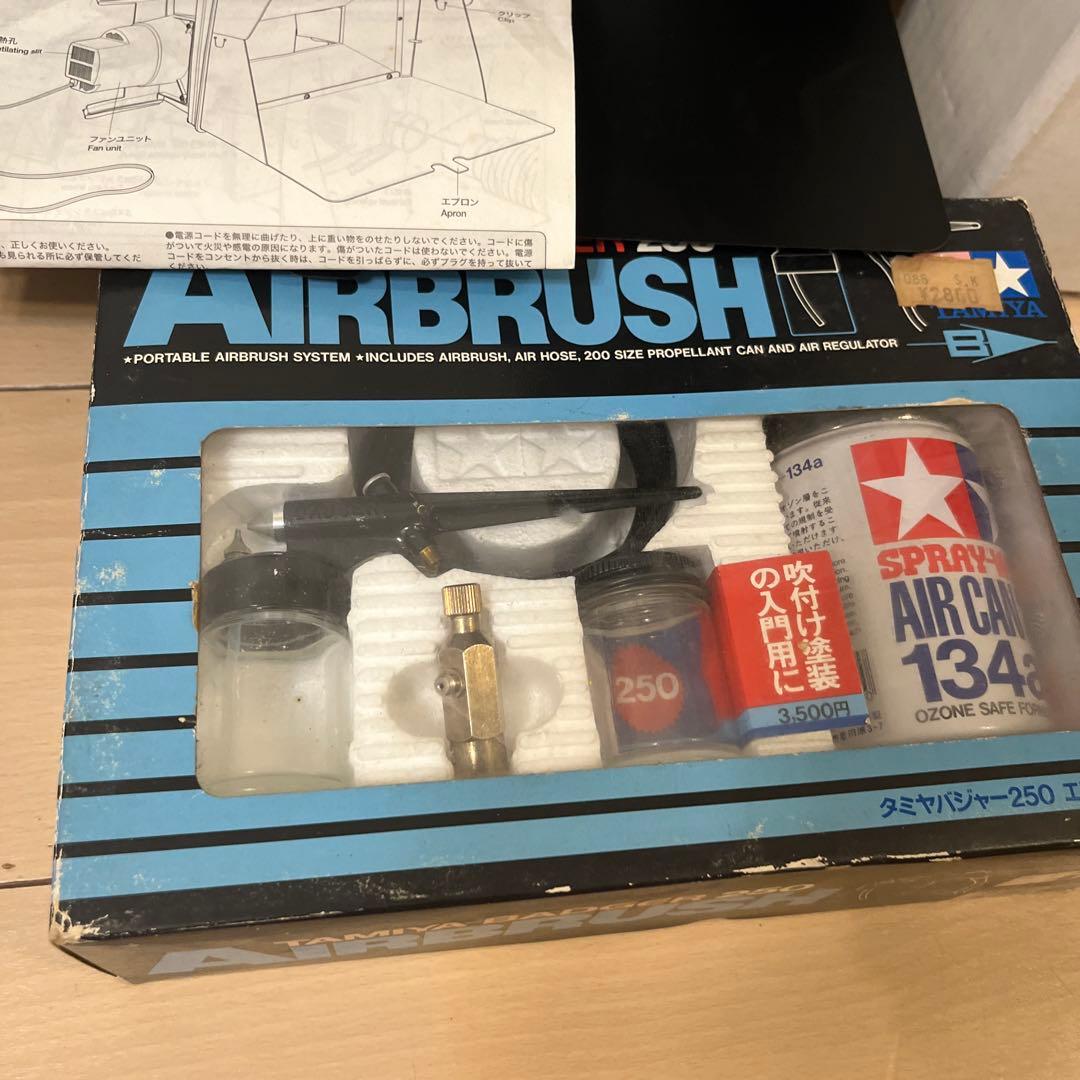 クリップ
Clip
ファンユニット
Fan unit
エプロン
Apron
、正しくお使いください。
も見られる所に必ず保管してくだ
●電源コードを無理に曲げたり、上に重い物をのせたりしないでください。コードに傷
がついて火災や感電の原因になります。傷がついたコードは使わないでください。電源
コードをコンセントから抜く時は、コードを引っぱらずに、必ずプラグを持って抜いて
ください。
AIRBRUSH
★PORTABLE AIRBRUSH SYSTEM ★INCLUDES AIRBRUSH, AIR HOSE, 200 SIZE PROPELLANT CAN AND AIR REGULATOR
085 S.K
¥2800
TAMIYA
B
-134a
SPRAY-W
AIR CAN
134a
OZONE SAFE FORM
250
吹付け塗装
の入門用に
3,500円
タミヤバジャー250 エ
TAMIYA-BADGER 250
AIRBRUSH